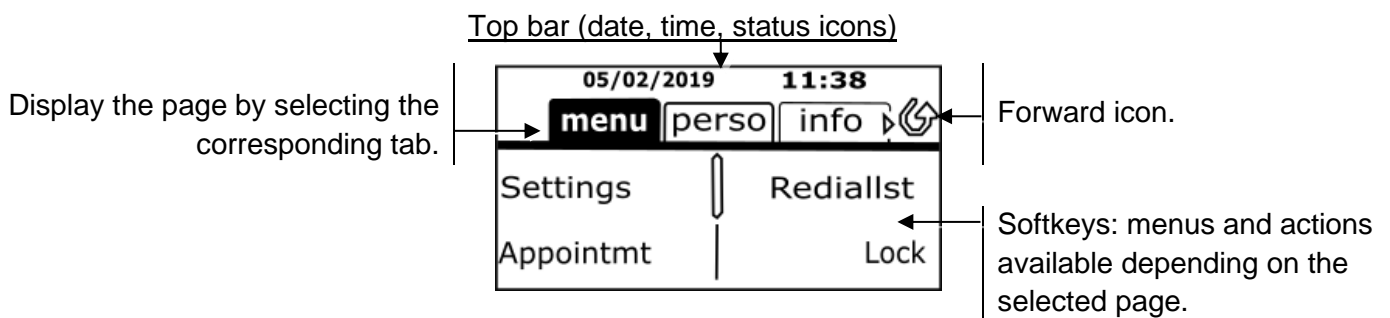 Top bar (date, time, status icons)
05/02/2019 11:38
Display the page by selecting the
corresponding tab.
menu perso info
Forward icon.
Settings Rediallst
Appointmt Lock
Softkeys: menus and actions
available depending on the
selected page.